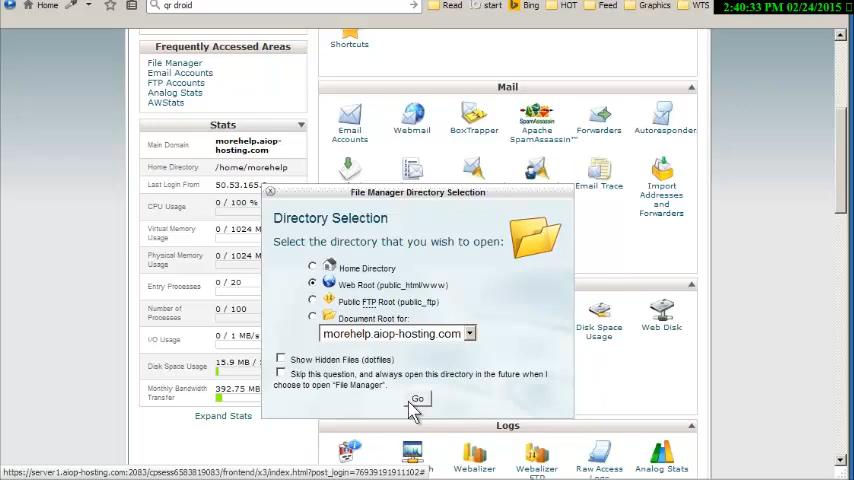 Home
qr droid
Read
start
Bing
HOT
Feed
Graphics
WTS
2:40:33 PM 02/24/2015
Frequently Accessed Areas
File Manager
Email Accounts
FTP Accounts
Analog Stats
AWStats
Stats
Main Domain
morehelp.aiop-
hosting.com
Home Directory
/home/morehelp
Last Login From
50.53.165.
CPU Usage
0 / 100 %
Virtual Memory
Usage
0 / 1024 M
Physical Memory
Usage
0 / 1024 M
Entry Processes
0 / 20
Number of
Processes
0 / 100
I/O Usage
0 / 1 MB/s
Disk Space Usage
15.9 MB /
Monthly Bandwidth
Transfer
392.75 MB
Expand Stats
Shortcuts
Mail
Email
Accounts
Webmail
BoxTrapper
Apache
SpamAssassin™
Forwarders
Autoresponder
Email Trace
Import
Addresses
and
Forwarders
File Manager Directory Selection
Directory Selection
Select the directory that you wish to open:
Home Directory
Web Root (public_html/www)
Public FTP Root (public_ftp)
Document Root for:
morehelp.aiop-hosting.com
Show Hidden Files (dotfiles)
Skip this question, and always open this directory in the future when I
choose to open "File Manager".
Go
Disk Space
Usage
Web Disk
Logs
Webalizer
Webalizer
FTP
Raw Access
Logs
Analog Stats
https://server1.aiop-hosting.com:2083/cpsess6583819083/frontend/x3/index.html?post_login=76939191911102#